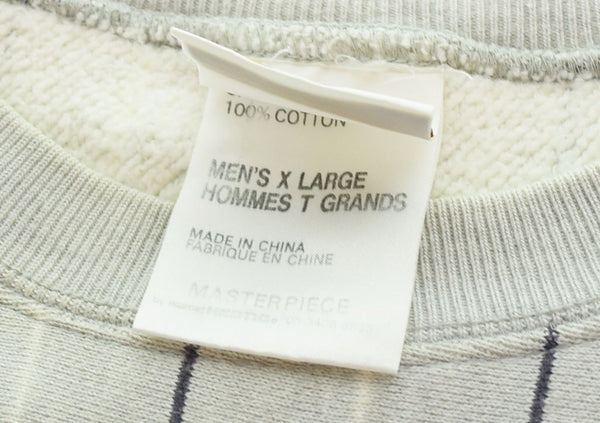 100% COTTON
MEN'S X LARGE
HOMMES T GRANDS
MADE IN CHINA
FABRIQUE EN CHINE
MASTERPIECE